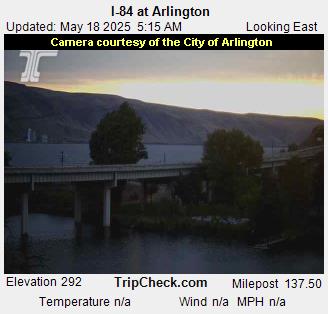 I-84 at Arlington
Updated: May 18 2025 5:15 AM Looking East
Camera courtesy of the City of Arlington
Elevation 292 TripCheck.com Milepost 137.50
Temperature n/a Wind n/a MPH n/a